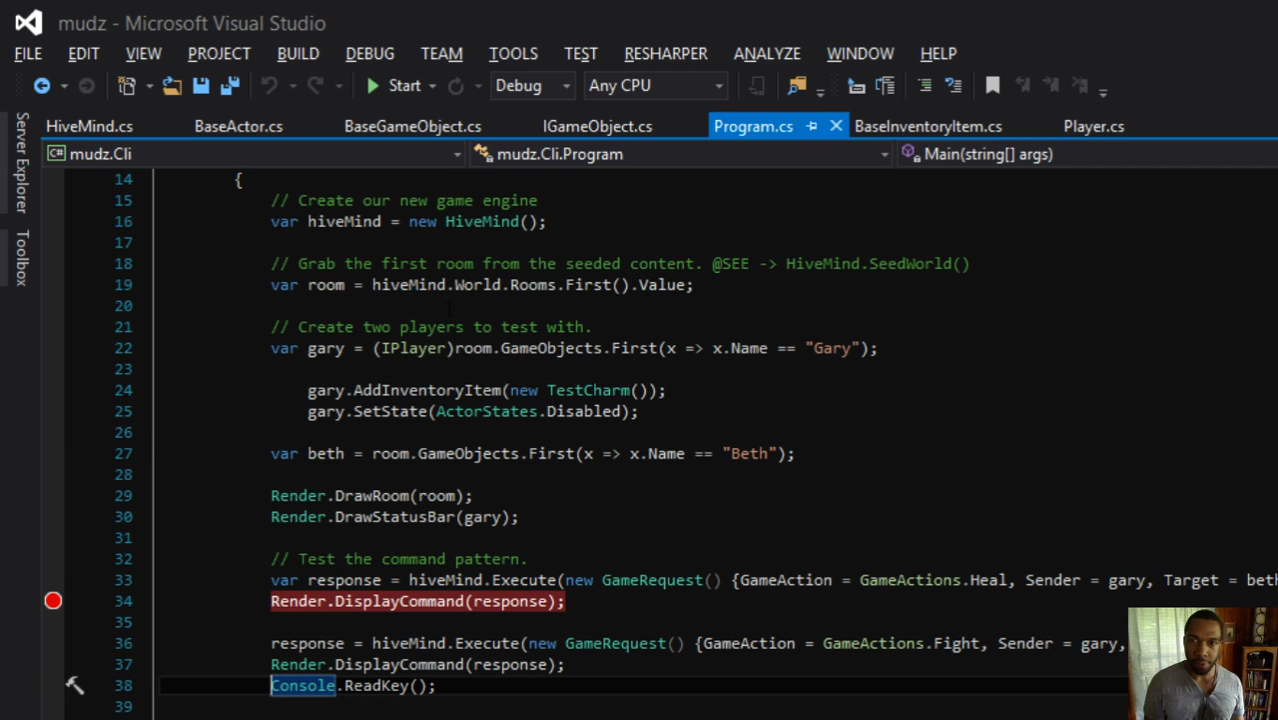 mudz - Microsoft Visual Studio
FILE EDIT VIEW PROJECT BUILD DEBUG TEAM TOOLS TEST RESHARPER ANALYZE WINDOW HELP
Start Debug Any CPU
HiveMind.cs BaseActor.cs BaseGameObject.cs IGameObject.cs Program.cs BaseInventoryItem.cs Player.cs
C# mudz.Cli mudz.Cli.Program Main(string[] args)
Server Explorer
Toolbox
14 {
15 // Create our new game engine
16 var hiveMind = new HiveMind();
17
18 // Grab the first room from the seeded content. @SEE -> HiveMind.SeedWorld()
19 var room = hiveMind.World.Rooms.First().Value;
20
21 // Create two players to test with.
22 var gary = (IPlayer)room.GameObjects.First(x => x.Name == "Gary");
23
24 gary.AddInventoryItem(new TestCharm());
25 gary.SetState(ActorStates.Disabled);
26
27 var beth = room.GameObjects.First(x => x.Name == "Beth");
28
29 Render.DrawRoom(room);
30 Render.DrawStatusBar(gary);
31
32 // Test the command pattern.
33 var response = hiveMind.Execute(new GameRequest() {GameAction = GameActions.Heal, Sender = gary, Target = beth
34 Render.DisplayCommand(response);
35
36 response = hiveMind.Execute(new GameRequest() {GameAction = GameActions.Fight, Sender = gary,
37 Render.DisplayCommand(response);
38 Console.ReadKey();
39